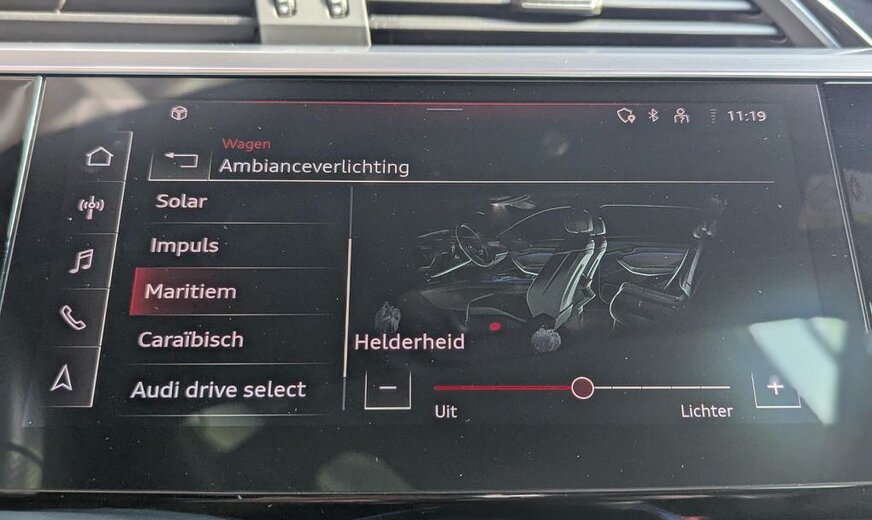 11:19
Wagen
Ambianceverlichting
Solar
Impuls
Maritiem
Caraïbisch
Audi drive select
Helderheid
Uit
Lichter